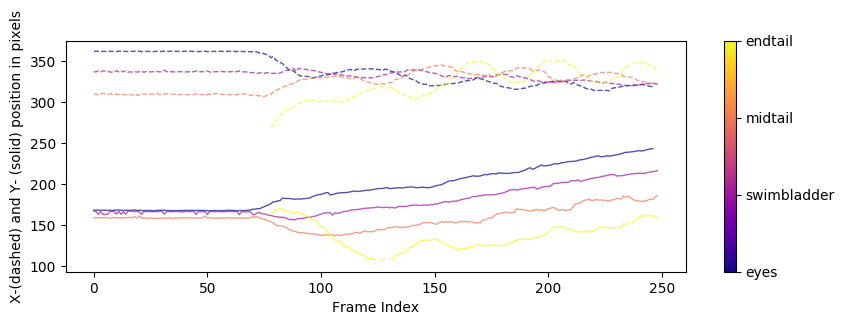 X-(dashed) and Y- (solid) position in pixels
350
300
250
200
150
100
0 50 100 150 200 250
Frame Index
endtail
midtail
swimbladder
eyes